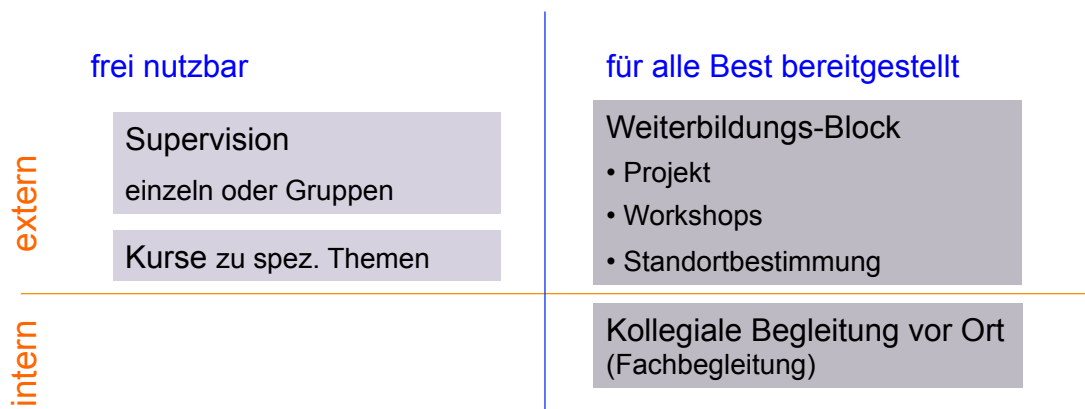 frei nutzbar
für alle Best bereitgestellt
extern
Supervision
einzeln oder Gruppen
Kurse zu spez. Themen
Weiterbildungs-Block
• Projekt
• Workshops
• Standortbestimmung
intern
Kollegiale Begleitung vor Ort
(Fachbegleitung)